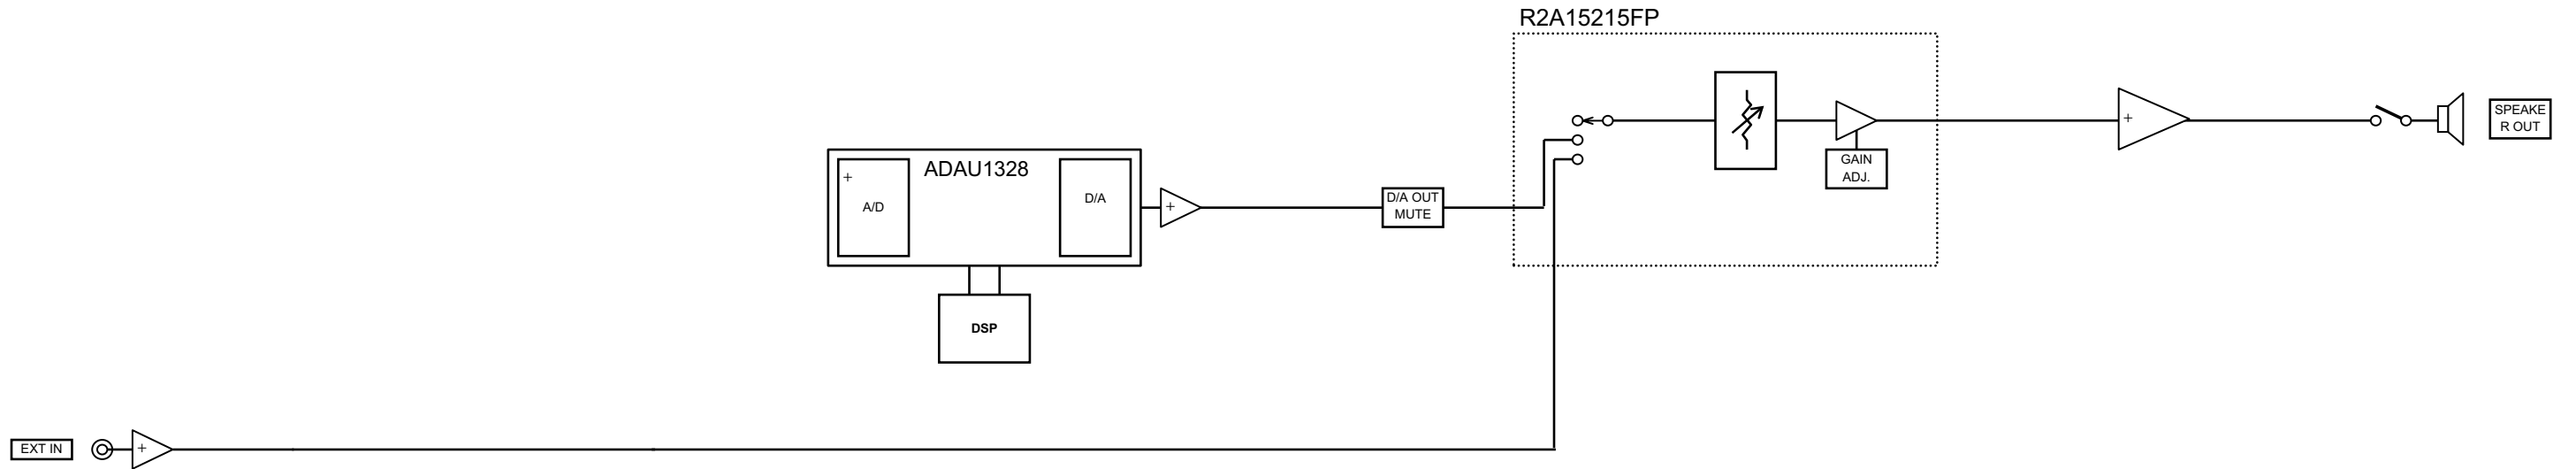 R2A15215FP
SPEAKE
R OUT
GAIN
ADJ.
+
+
ADAU1328
A/D
D/A
+
D/A OUT
MUTE
DSP
EXT IN
+